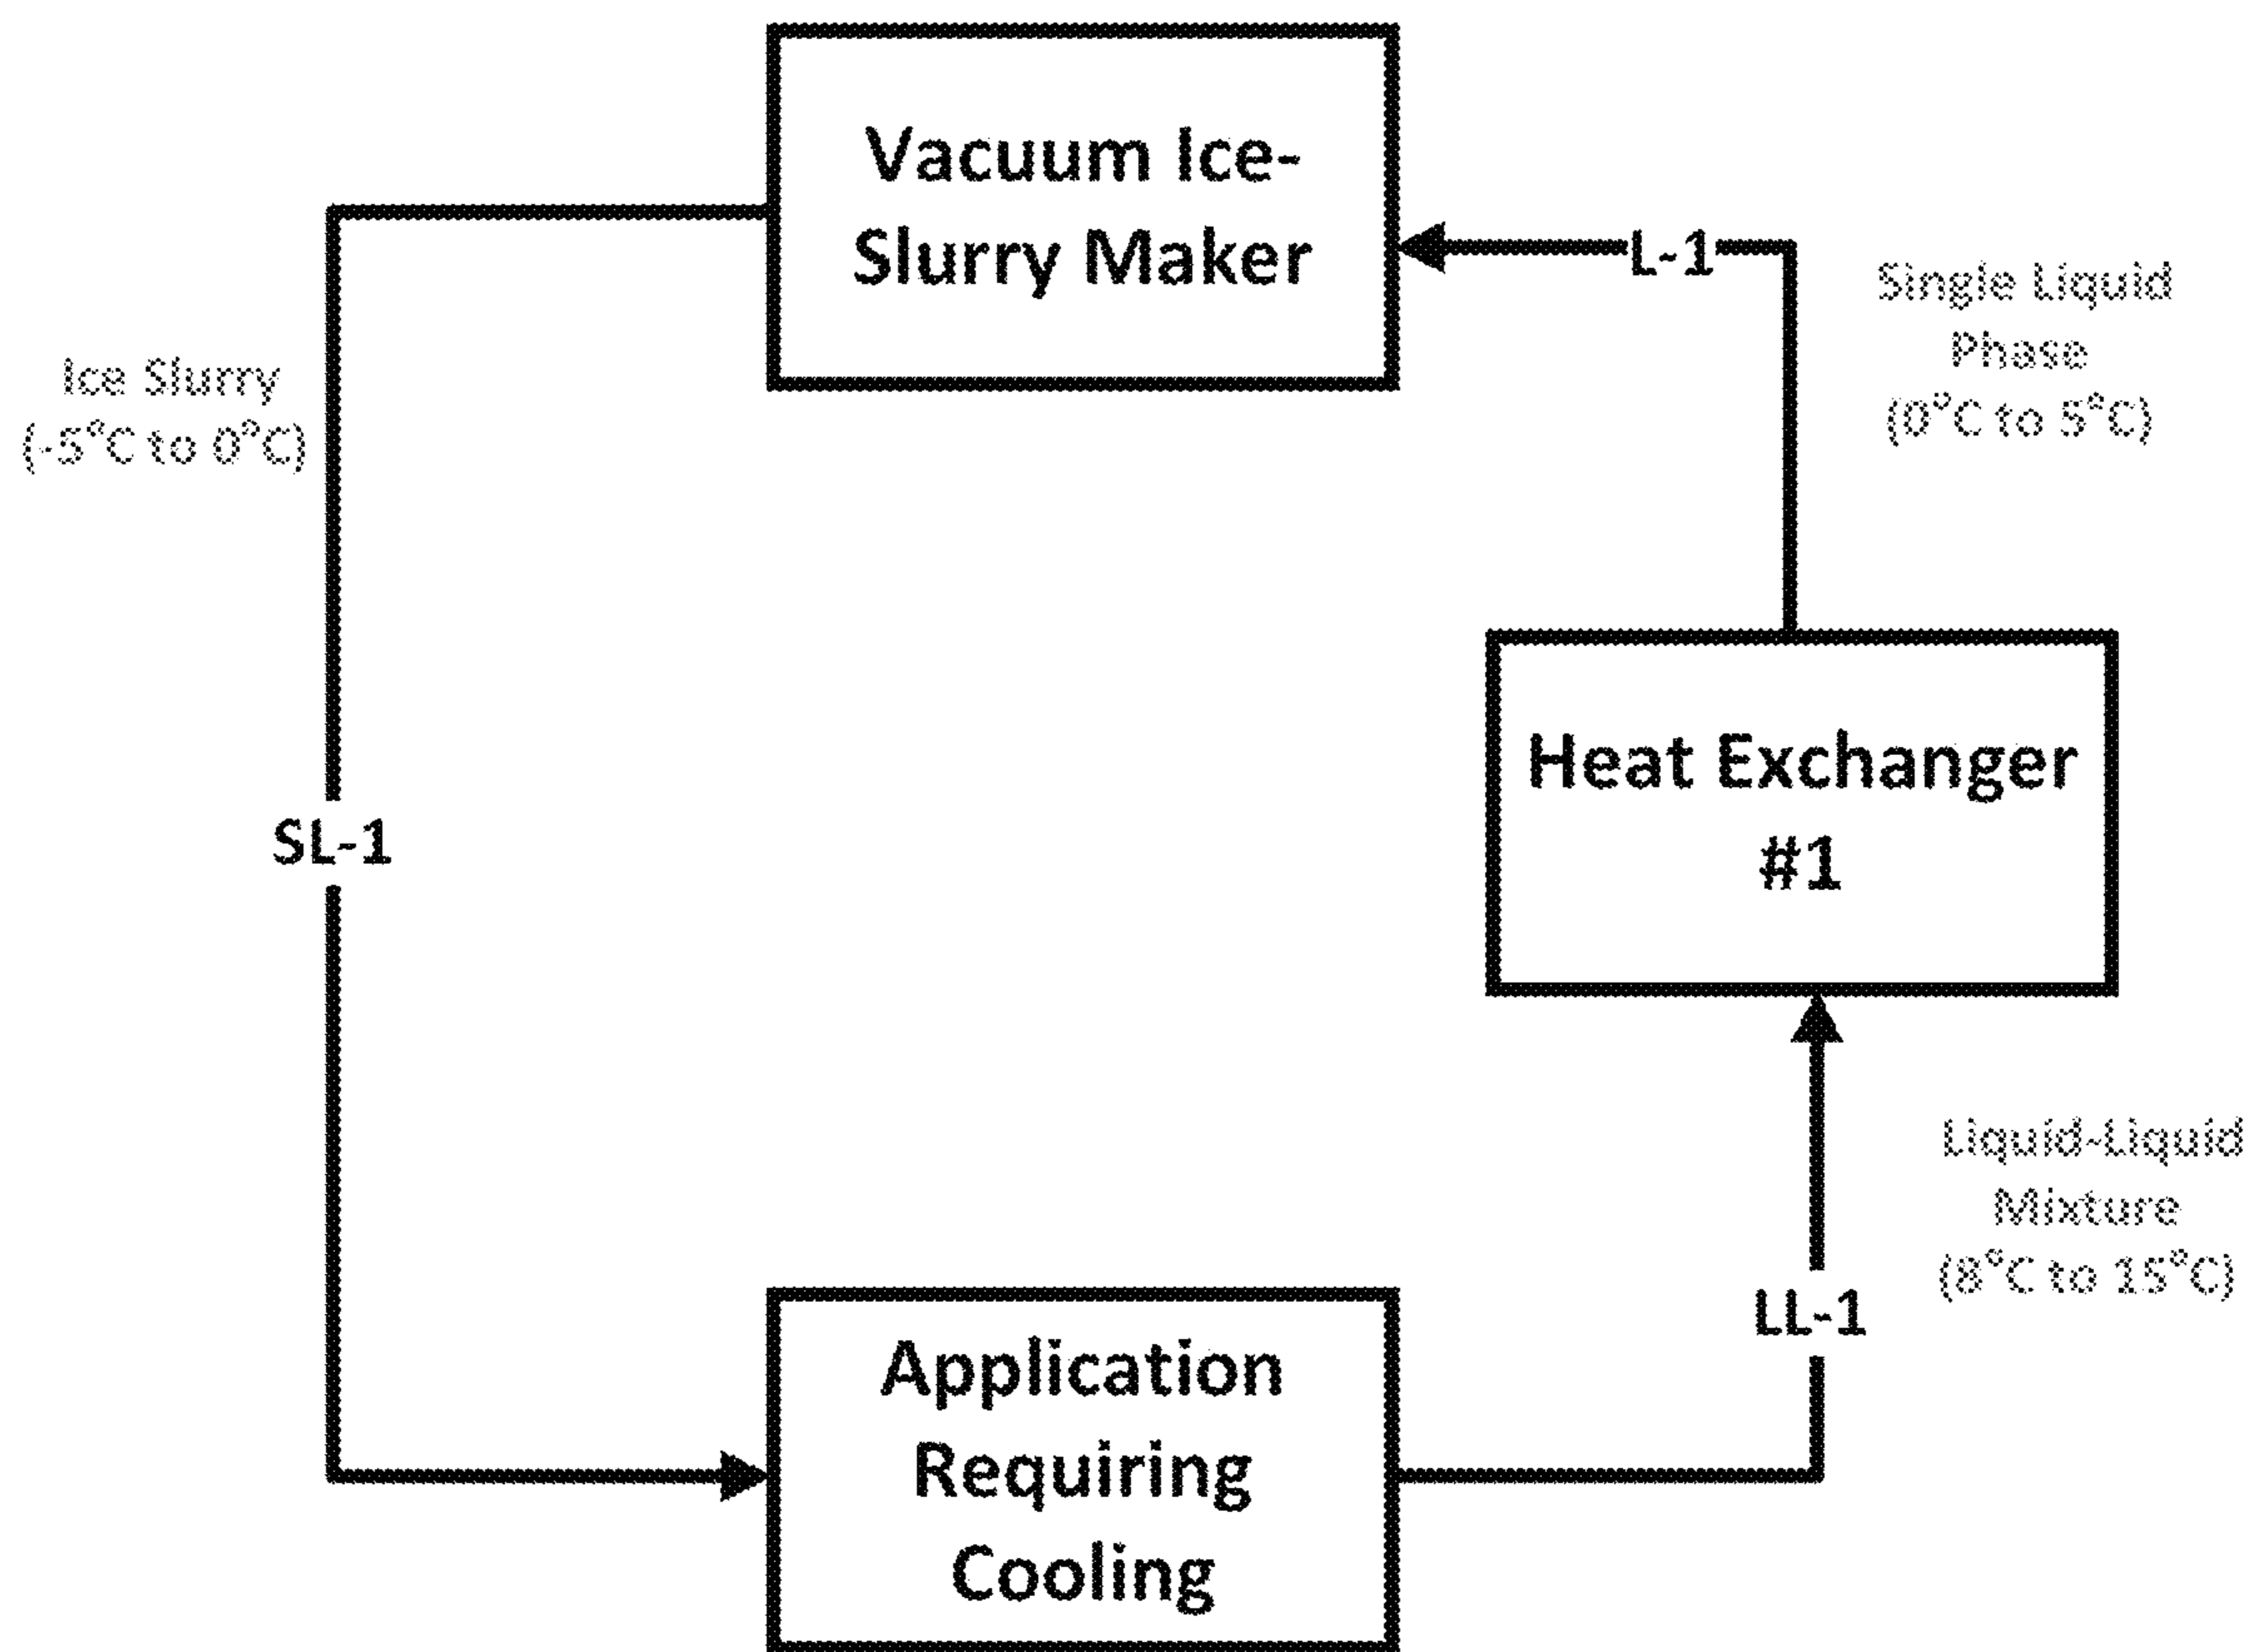 Vacuum Ice-
Slurry Maker
L-1
Single Liquid
Phase
(0°C to 5°C)
Ice Slurry
(-5°C to 0°C)
SL-1
Heat Exchanger
#1
Liquid-Liquid
Mixture
(8°C to 15°C)
LL-1
Application
Requiring
Cooling